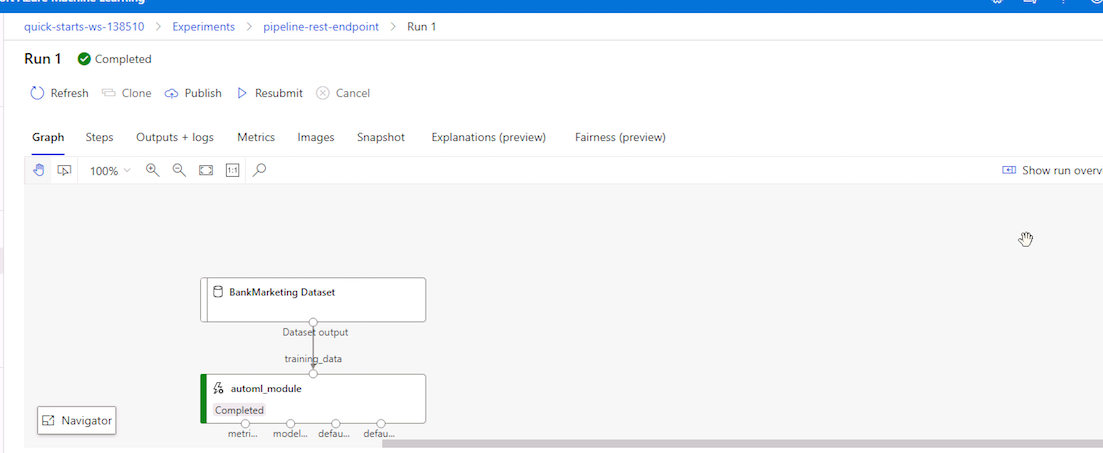 quick-starts-ws-138510 > Experiments > pipeline-rest-endpoint > Run 1
Run 1 Completed
Refresh Clone Publish Resubmit Cancel
Graph Steps Outputs + logs Metrics Images Snapshot Explanations (preview) Fairness (preview)
100% 1:1 Show run overv
BankMarketing Dataset
Dataset output
training_data
automl_module
Completed
Navigator
metri... model... defau... defau...